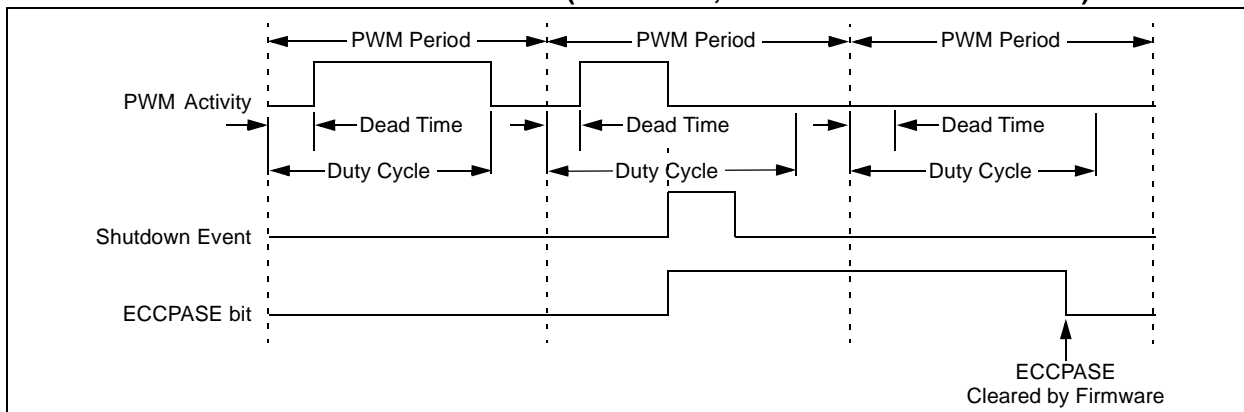 PWM Period PWM Period PWM Period
PWM Activity
Dead Time Dead Time Dead Time
Duty Cycle Duty Cycle Duty Cycle
Shutdown Event
ECCPASE bit
ECCPASE
Cleared by Firmware